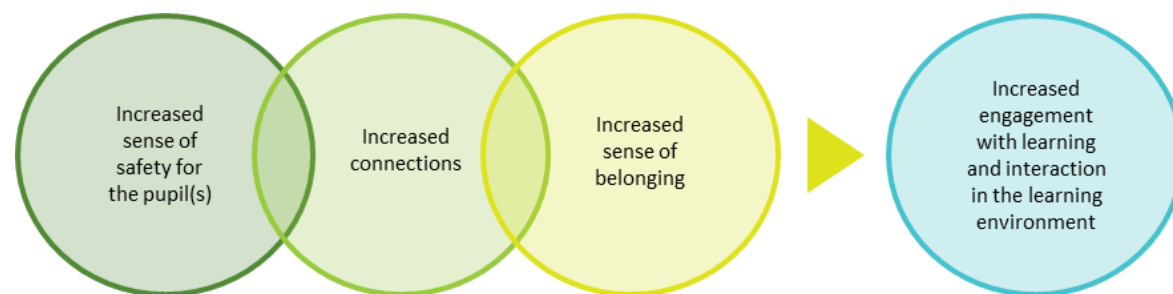 Increased
sense of
safety for
the pupil(s)
Increased
connections
Increased
sense of
belonging
Increased
engagement
with learning
and interaction
in the learning
environment